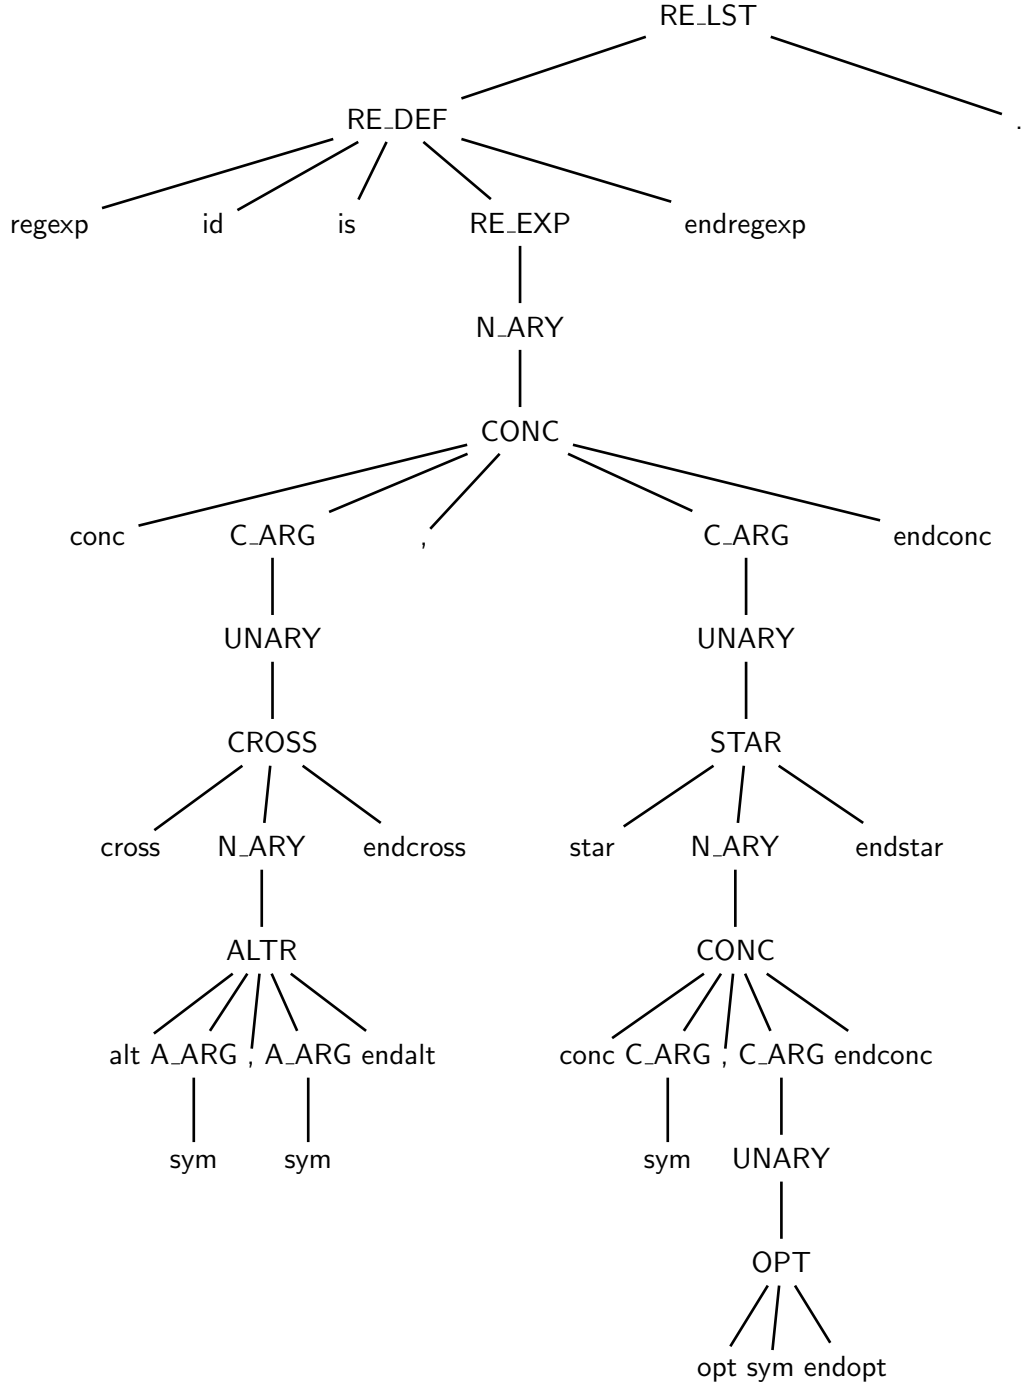 RE_LST
RE_DEF .
regexp id is RE_EXP endregexp
N_ARY
CONC
conc C_ARG , C_ARG endconc
UNARY UNARY
CROSS STAR
cross N_ARY endcross star N_ARY endstar
ALTR CONC
alt A_ARG , A_ARG endalt conc C_ARG , C_ARG endconc
sym sym sym UNARY
OPT
opt sym endopt